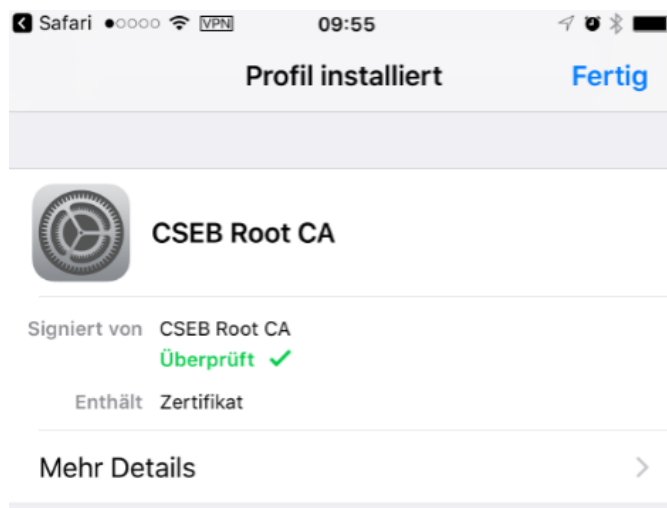 Safari VPN 09:55
Profil installiert Fertig
CSEB Root CA
Signiert von CSEB Root CA
Überprüft
Enthält Zertifikat
Mehr Details